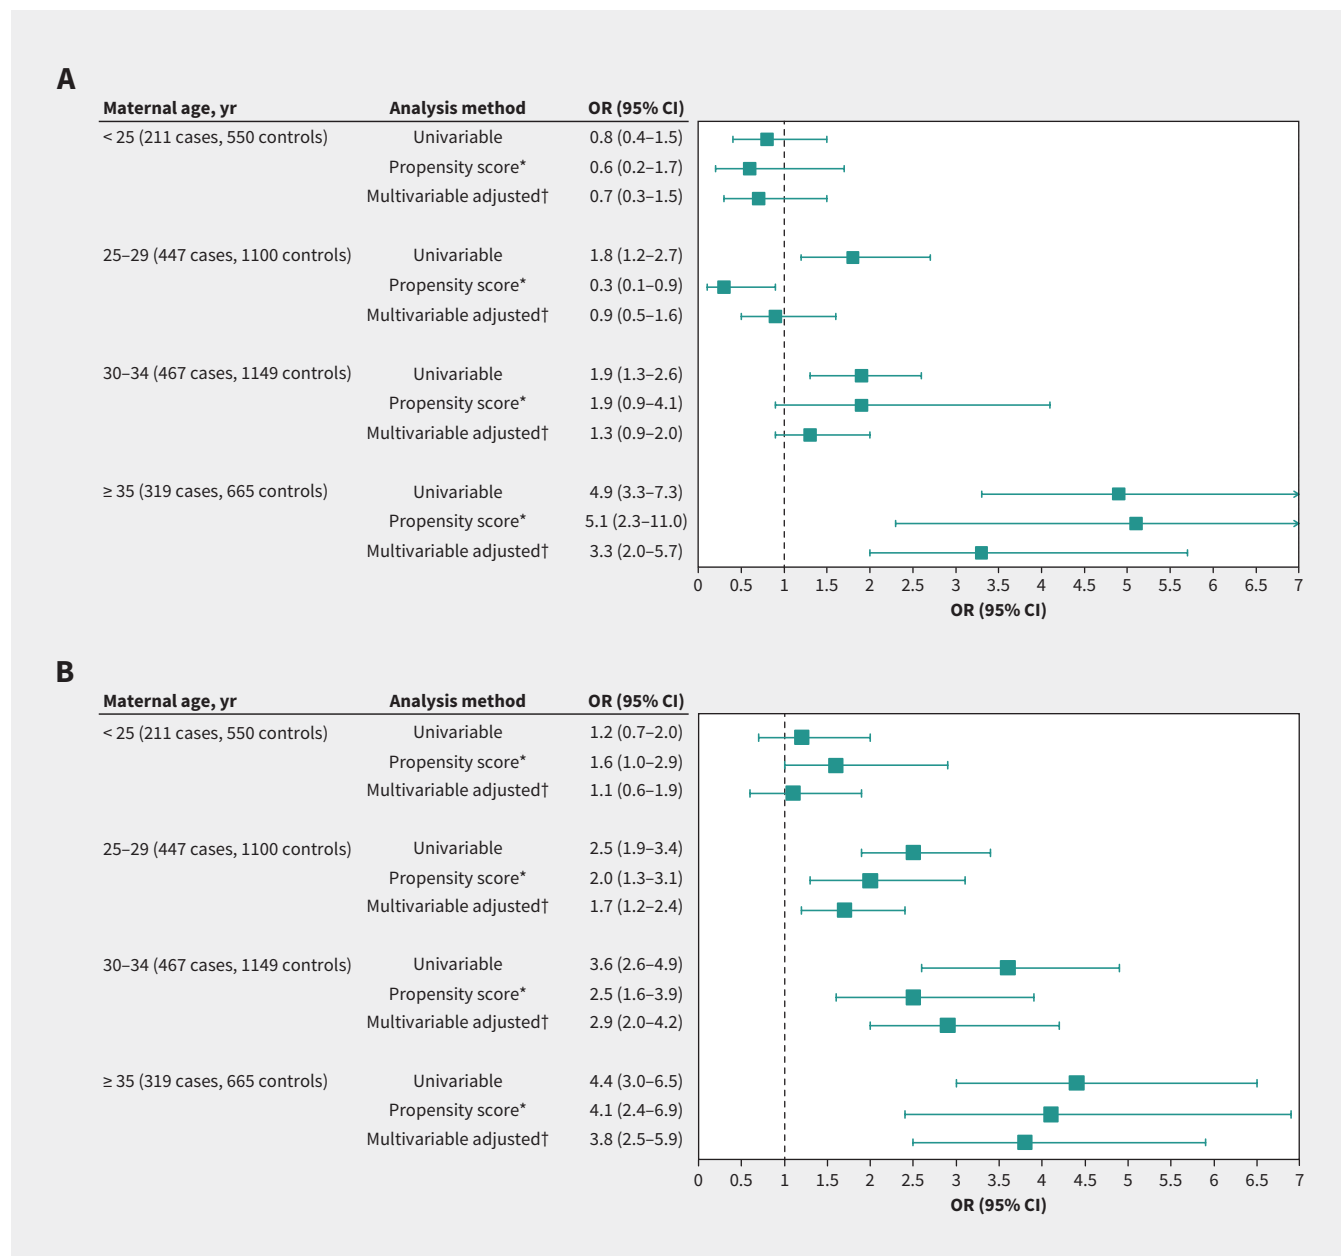 A
Maternal age, yr Analysis method OR (95% CI)
< 25 (211 cases, 550 controls) Univariable 0.8 (0.4–1.5)
Propensity score* 0.6 (0.2–1.7)
Multivariable adjusted† 0.7 (0.3–1.5)
25–29 (447 cases, 1100 controls) Univariable 1.8 (1.2–2.7)
Propensity score* 0.3 (0.1–0.9)
Multivariable adjusted† 0.9 (0.5–1.6)
30–34 (467 cases, 1149 controls) Univariable 1.9 (1.3–2.6)
Propensity score* 1.9 (0.9–4.1)
Multivariable adjusted† 1.3 (0.9–2.0)
≥ 35 (319 cases, 665 controls) Univariable 4.9 (3.3–7.3)
Propensity score* 5.1 (2.3–11.0)
Multivariable adjusted† 3.3 (2.0–5.7)
0 0.5 1 1.5 2 2.5 3 3.5 4 4.5 5 5.5 6 6.5 7
OR (95% CI)
B
Maternal age, yr Analysis method OR (95% CI)
< 25 (211 cases, 550 controls) Univariable 1.2 (0.7–2.0)
Propensity score* 1.6 (1.0–2.9)
Multivariable adjusted† 1.1 (0.6–1.9)
25–29 (447 cases, 1100 controls) Univariable 2.5 (1.9–3.4)
Propensity score* 2.0 (1.3–3.1)
Multivariable adjusted† 1.7 (1.2–2.4)
30–34 (467 cases, 1149 controls) Univariable 3.6 (2.6–4.9)
Propensity score* 2.5 (1.6–3.9)
Multivariable adjusted† 2.9 (2.0–4.2)
≥ 35 (319 cases, 665 controls) Univariable 4.4 (3.0–6.5)
Propensity score* 4.1 (2.4–6.9)
Multivariable adjusted† 3.8 (2.5–5.9)
0 0.5 1 1.5 2 2.5 3 3.5 4 4.5 5 5.5 6 6.5 7
OR (95% CI)